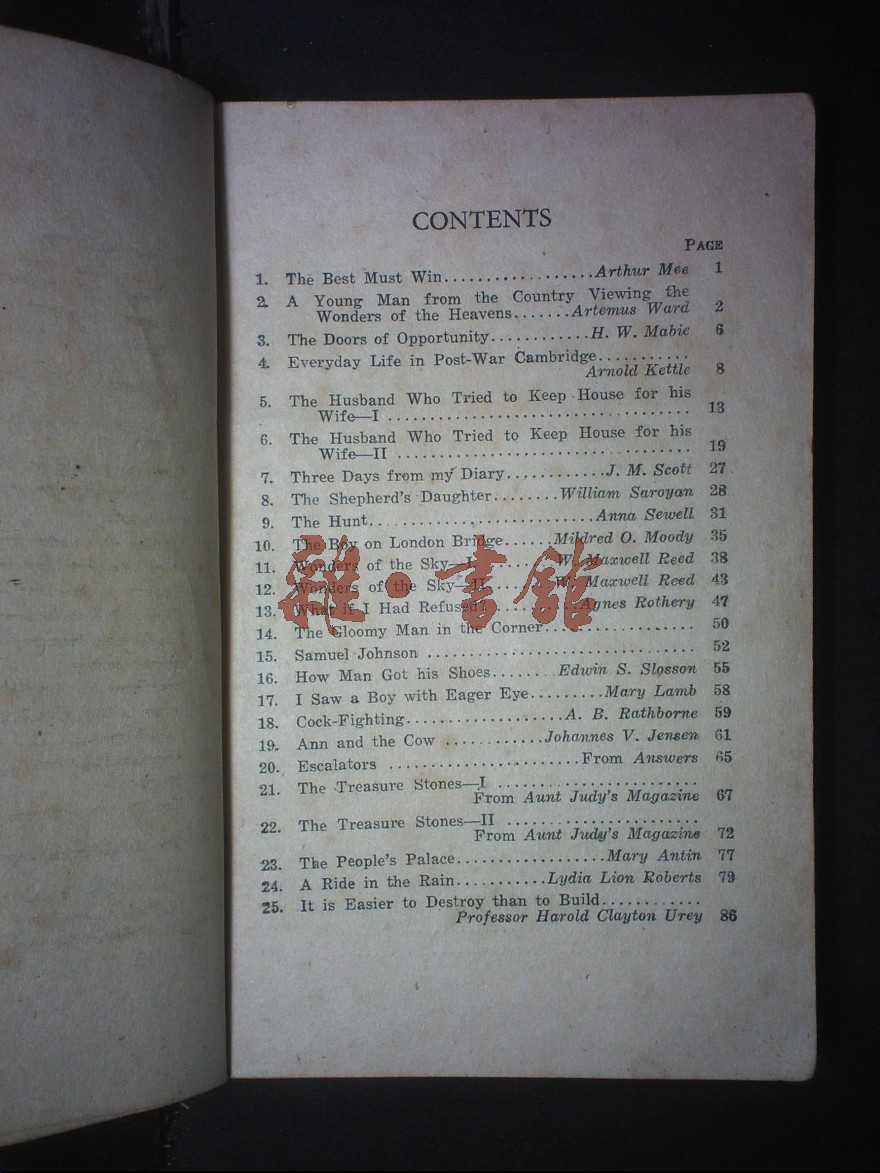 CONTENTS
PAGE
1. The Best Must Win..................Arthur Mee 1
2. A Young Man from the Country Viewing the
Wonders of the Heavens.......Artemus Ward 2
3. The Doors of Opportunity............H. W. Mabie 6
4. Everyday Life in Post-War Cambridge...........
Arnold Kettle 8
5. The Husband Who Tried to Keep House for his
Wife—I .................................... 13
6. The Husband Who Tried to Keep House for his
Wife—II ................................... 19
7. Three Days from my Diary............J. M. Scott 27
8. The Shepherd's Daughter........William Saroyan 28
9. The Hunt...........................Anna Sewell 31
10. The Boy on London Bridge......Mildred O. Moody 35
11. Wonders of the Sky—I..........W. Maxwell Reed 38
12. Wonders of the Sky—II.........W. Maxwell Reed 43
13. What if I Had Refused?...........Agnes Rothery 47
14. The Gloomy Man in the Corner.................. 50
15. Samuel Johnson ................................ 52
16. How Man Got his Shoes........Edwin S. Slosson 55
17. I Saw a Boy with Eager Eye.........Mary Lamb 58
18. Cock-Fighting...................A. B. Rathborne 59
19. Ann and the Cow ............Johannes V. Jensen 61
20. Escalators .......................From Answers 65
21. The Treasure Stones—I ........................
From Aunt Judy's Magazine 67
22. The Treasure Stones—II .......................
From Aunt Judy's Magazine 72
23. The People's Palace..................Mary Antin 77
24. A Ride in the Rain...........Lydia Lion Roberts 79
25. It is Easier to Destroy than to Build............
Professor Harold Clayton Urey 86
雜·書館